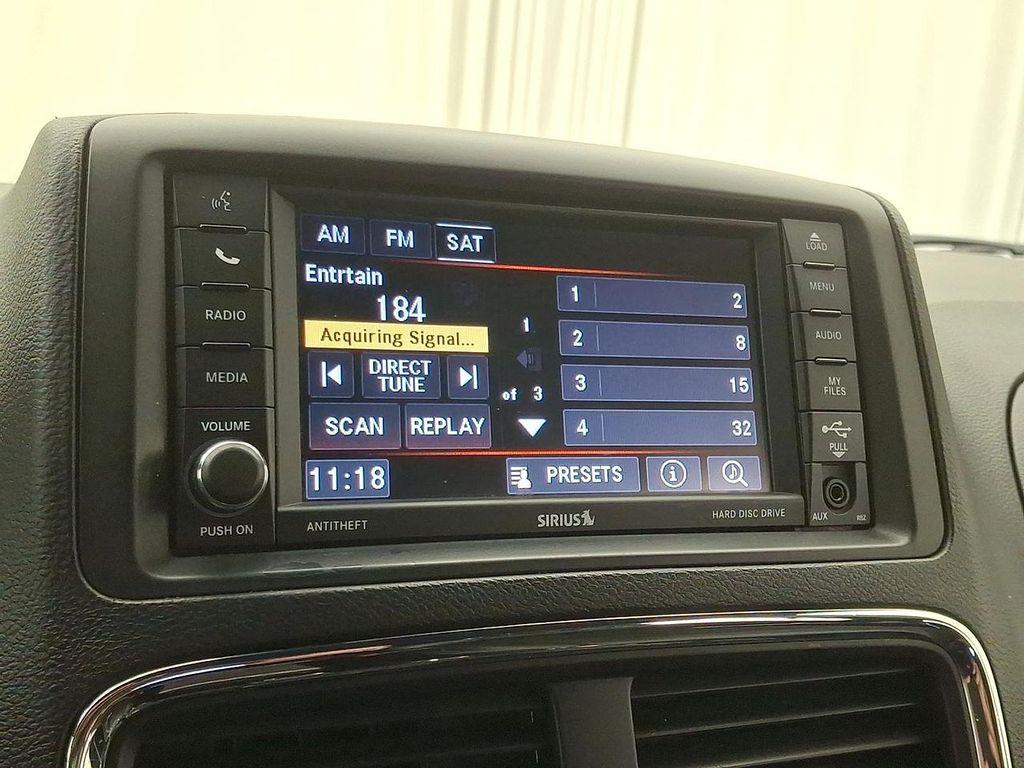 RADIO
MEDIA
VOLUME
PUSH ON
AM FM SAT
Entrtain
184
Acquiring Signal...
DIRECT
TUNE
SCAN REPLAY
11:18
1
of 3
1 2
2 8
3 15
4 32
PRESETS
i
ANTITHEFT
SIRIUS
HARD DISC DRIVE
LOAD
MENU
AUDIO
MY
FILES
PULL
AUX
RBZ